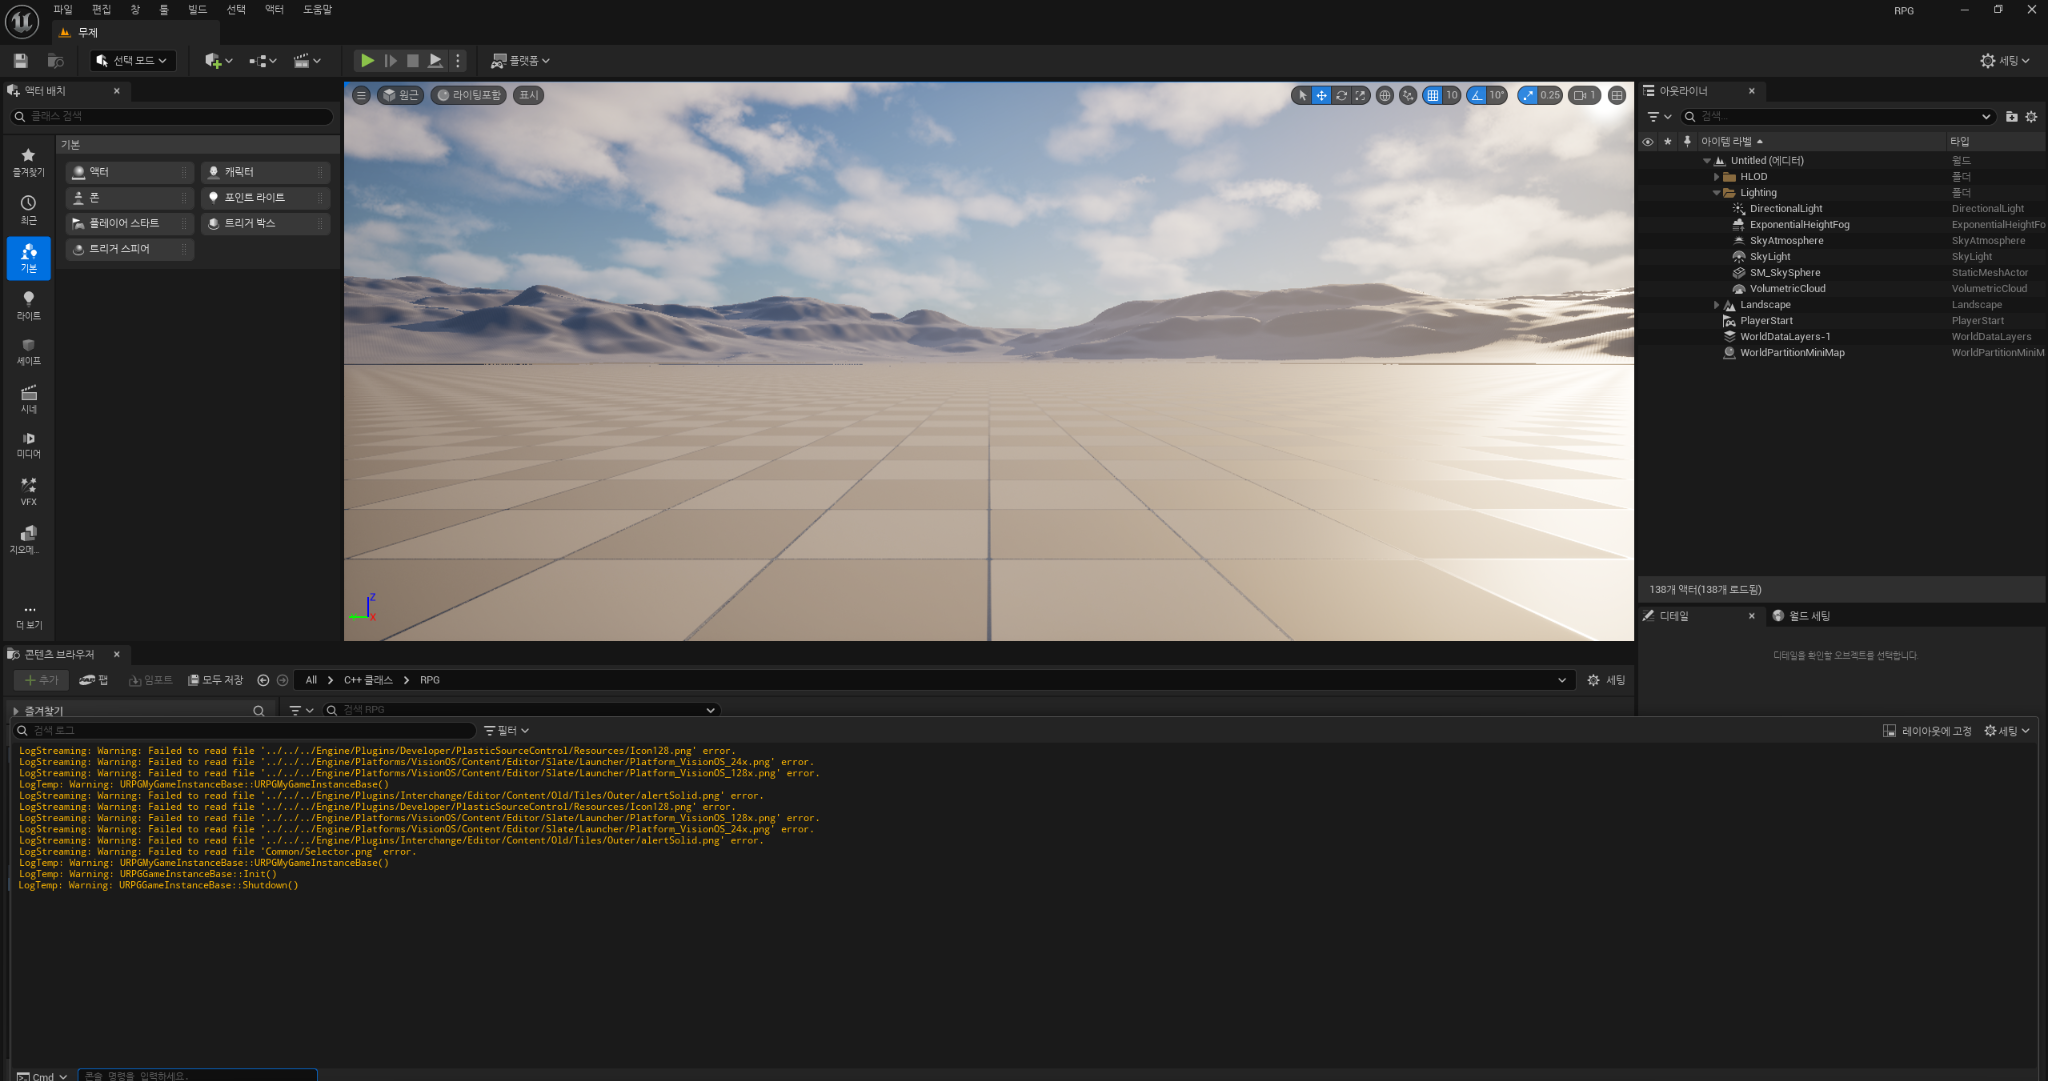 파일 편집 창 툴 빌드 선택 액터 도움말
RPG
무제
선택 모드
플랫폼
세팅
액터 배치
클래스 검색
즐겨찾기
최근
기본
라이트
셰이프
시네
미디어
VFX
지오메...
더 보기
기본
액터 캐릭터
폰 포인트 라이트
플레이어 스타트 트리거 박스
트리거 스피어
원근 라이팅포함 표시
10 10° 0.25 1
아웃라이너
검색...
아이템 라벨 타입
Untitled (에디터) 월드
HLOD 폴더
Lighting 폴더
DirectionalLight DirectionalLight
ExponentialHeightFog ExponentialHeightFo
SkyAtmosphere SkyAtmosphere
SkyLight SkyLight
SM_SkySphere StaticMeshActor
VolumetricCloud VolumetricCloud
Landscape Landscape
PlayerStart PlayerStart
WorldDataLayers-1 WorldDataLayers
WorldPartitionMiniMap WorldPartitionMiniM
138개 액터(138개 로드됨)
디테일 월드 세팅
디테일을 확인할 오브젝트를 선택합니다.
Z
Y X
콘텐츠 브라우저
추가 팹 임포트 모두 저장 All C++ 클래스 RPG 세팅
즐겨찾기 검색 RPG
검색 로그 필터 레이아웃에 고정 세팅
LogStreaming: Warning: Failed to read file '../../../Engine/Plugins/Developer/PlasticSourceControl/Resources/Icon128.png' error.
LogStreaming: Warning: Failed to read file '../../../Engine/Platforms/VisionOS/Content/Editor/Slate/Launcher/Platform_VisionOS_24x.png' error.
LogStreaming: Warning: Failed to read file '../../../Engine/Platforms/VisionOS/Content/Editor/Slate/Launcher/Platform_VisionOS_128x.png' error.
LogTemp: Warning: URPGMyGameInstanceBase::URPGMyGameInstanceBase()
LogStreaming: Warning: Failed to read file '../../../Engine/Plugins/Interchange/Editor/Content/Old/Tiles/Outer/alertSolid.png' error.
LogStreaming: Warning: Failed to read file '../../../Engine/Plugins/Developer/PlasticSourceControl/Resources/Icon128.png' error.
LogStreaming: Warning: Failed to read file '../../../Engine/Platforms/VisionOS/Content/Editor/Slate/Launcher/Platform_VisionOS_128x.png' error.
LogStreaming: Warning: Failed to read file '../../../Engine/Platforms/VisionOS/Content/Editor/Slate/Launcher/Platform_VisionOS_24x.png' error.
LogStreaming: Warning: Failed to read file '../../../Engine/Plugins/Interchange/Editor/Content/Old/Tiles/Outer/alertSolid.png' error.
LogStreaming: Warning: Failed to read file 'Common/Selector.png' error.
LogTemp: Warning: URPGMyGameInstanceBase::URPGMyGameInstanceBase()
LogTemp: Warning: URPGGameInstanceBase::Init()
LogTemp: Warning: URPGGameInstanceBase::Shutdown()
Cmd 콘솔 명령을 입력하세요.